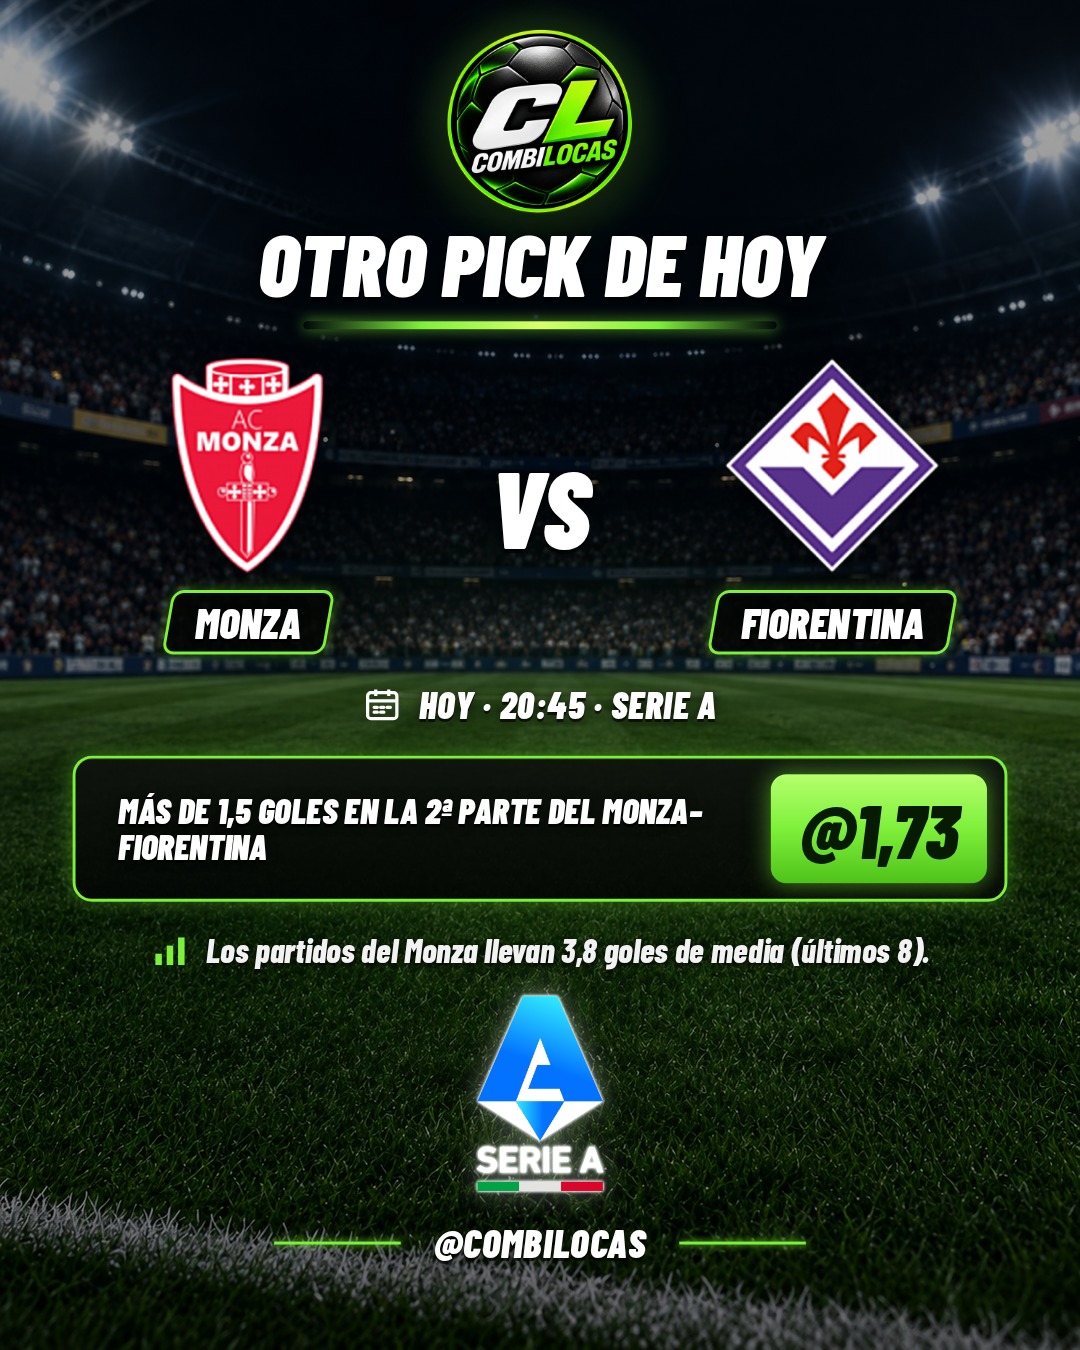 CL
COMBILOCAS
OTRO PICK DE HOY
AC
MONZA
VS
MONZA
FIORENTINA
HOY · 20:45 · SERIE A
MÁS DE 1,5 GOLES EN LA 2ª PARTE DEL MONZA-
FIORENTINA
@1,73
Los partidos del Monza llevan 3,8 goles de media (últimos 8).
SERIE A
@COMBILOCAS